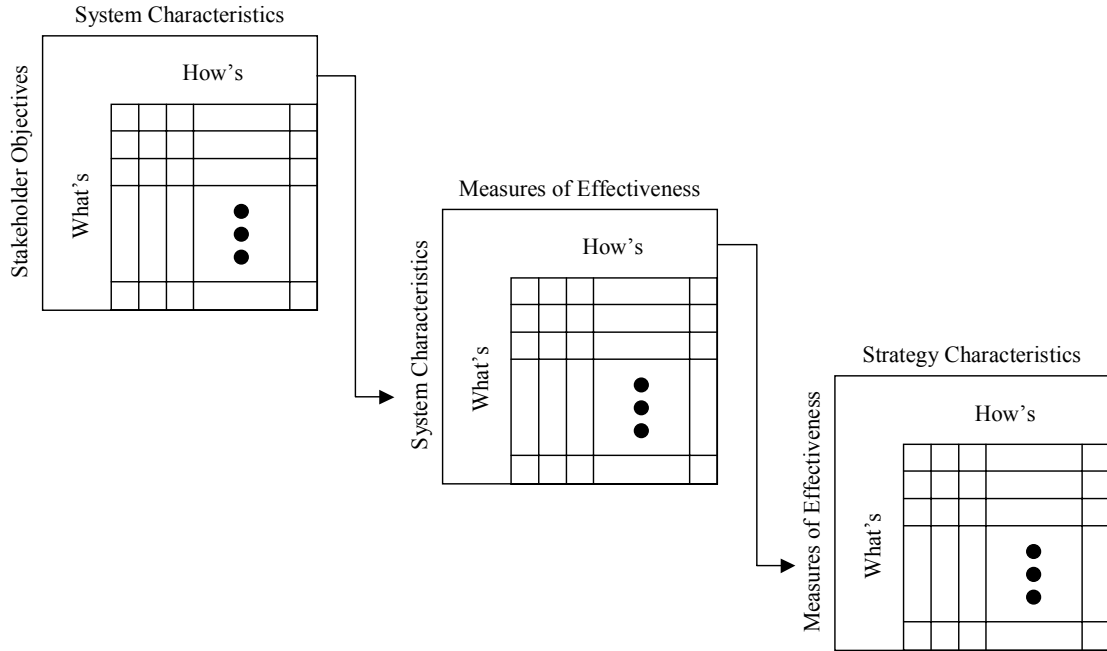 System Characteristics
How's
Stakeholder Objectives
What's
Measures of Effectiveness
How's
System Characteristics
What's
Strategy Characteristics
How's
Measures of Effectiveness
What's